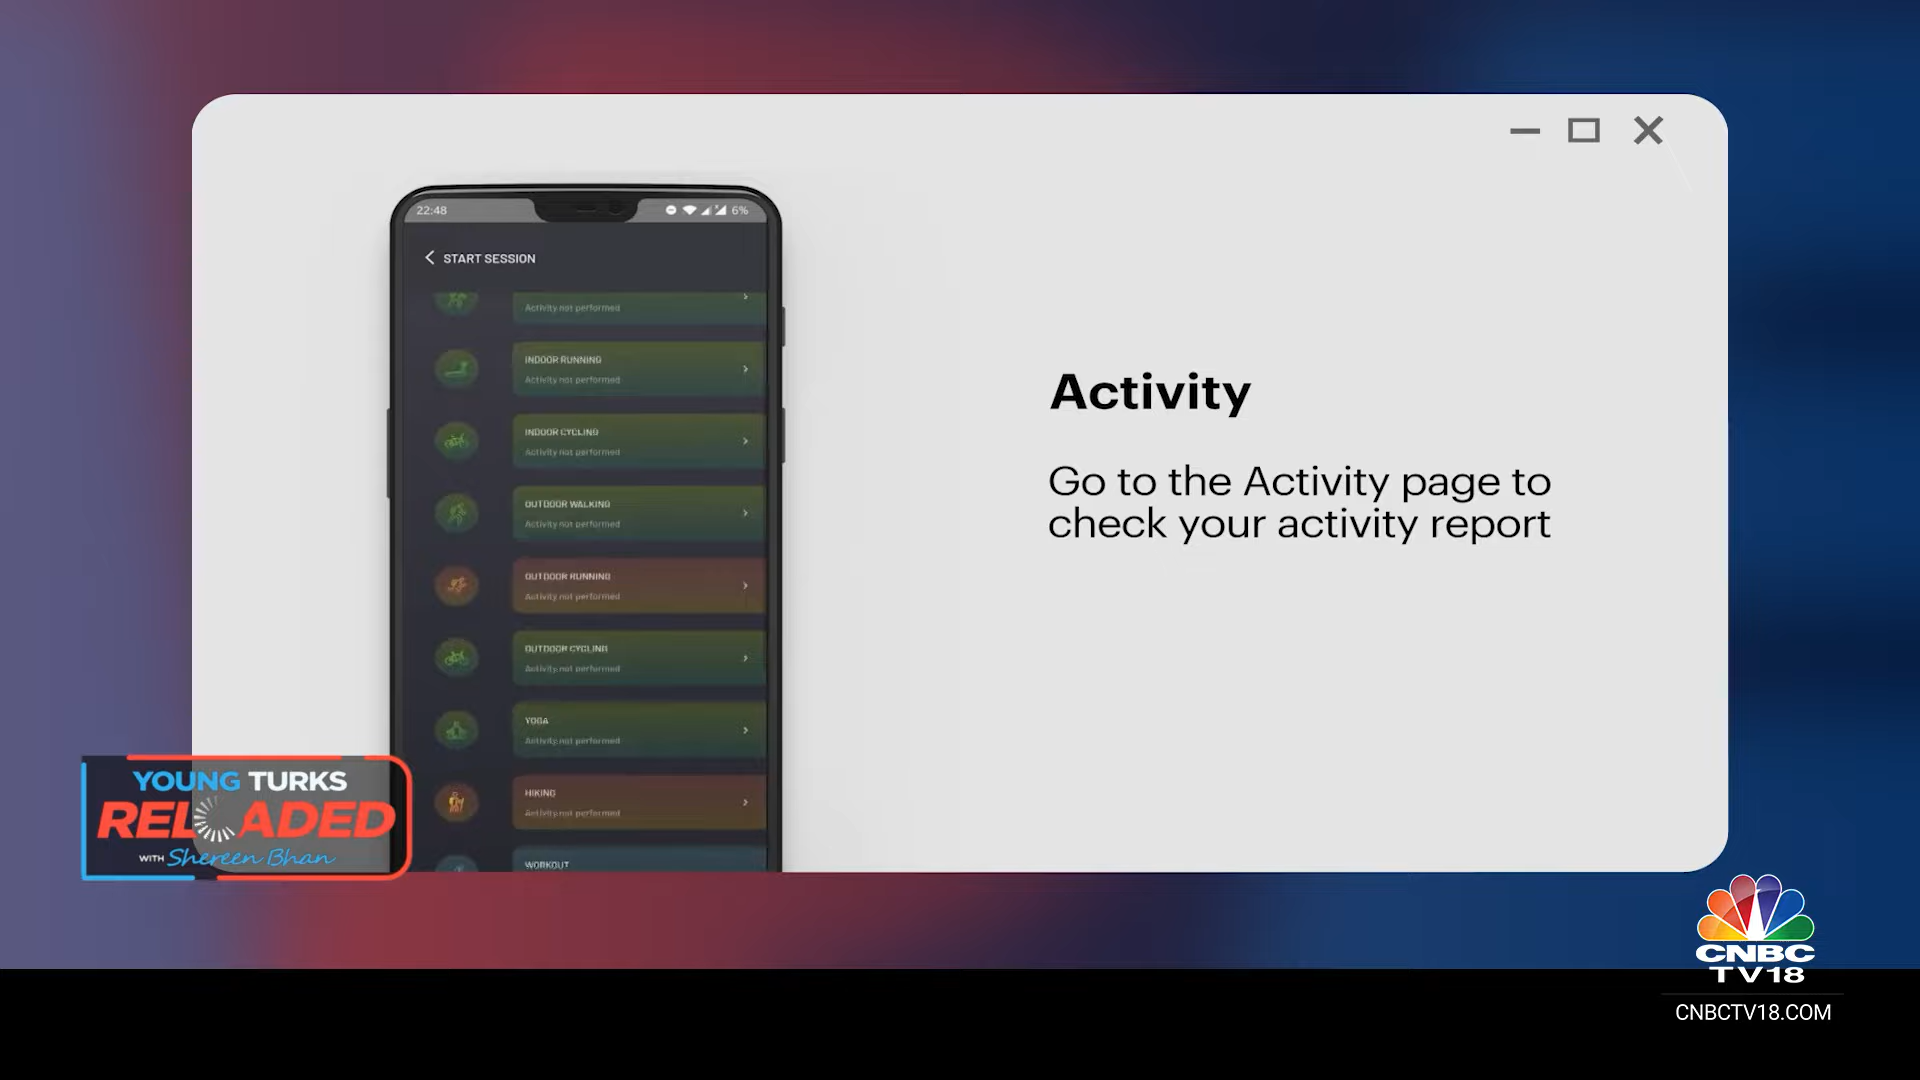 22:48
6%
START SESSION
Activity not performed
INDOOR RUNNING
Activity not performed
INDOOR CYCLING
Activity not performed
OUTDOOR WALKING
Activity not performed
OUTDOOR RUNNING
Activity not performed
OUTDOOR CYCLING
Activity not performed
YOGA
Activity not performed
HIKING
Activity not performed
WORKOUT
Activity
Go to the Activity page to
check your activity report
YOUNG TURKS
RELOADED
WITH Shereen Bhan
CNBC
TV18
CNBCTV18.COM